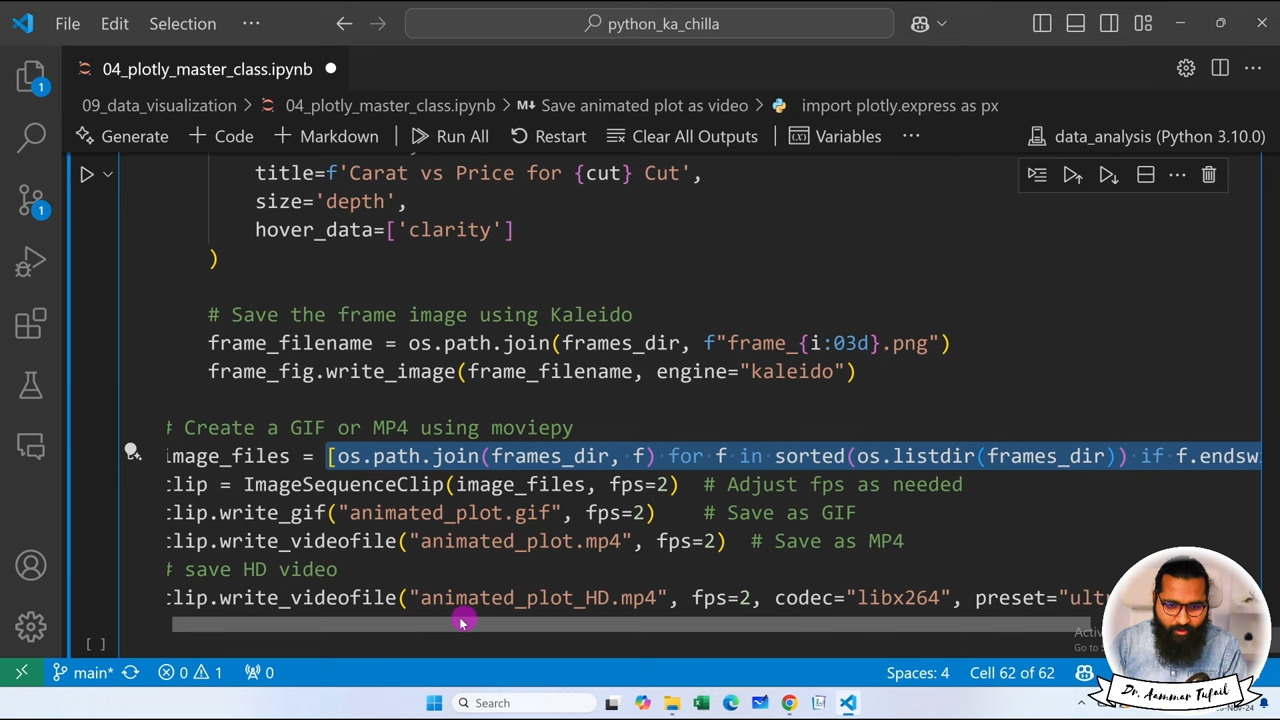 File Edit Selection ··· python_ka_chilla
04_plotly_master_class.ipynb
09_data_visualization > 04_plotly_master_class.ipynb > M↓ Save animated plot as video > import plotly.express as px
Generate + Code + Markdown Run All Restart Clear All Outputs Variables ··· data_analysis (Python 3.10.0)
title=f'Carat vs Price for {cut} Cut',
size='depth',
hover_data=['clarity']
)
# Save the frame image using Kaleido
frame_filename = os.path.join(frames_dir, f"frame_{i:03d}.png")
frame_fig.write_image(frame_filename, engine="kaleido")
# Create a GIF or MP4 using moviepy
image_files = [os.path.join(frames_dir, f) for f in sorted(os.listdir(frames_dir)) if f.endsw
clip = ImageSequenceClip(image_files, fps=2) # Adjust fps as needed
clip.write_gif("animated_plot.gif", fps=2) # Save as GIF
clip.write_videofile("animated_plot.mp4", fps=2) # Save as MP4
# save HD video
clip.write_videofile("animated_plot_HD.mp4", fps=2, codec="libx264", preset="ult
[ ]
main* 0 1 0 Spaces: 4 Cell 62 of 62
Search
Dr. Aammar Tufail